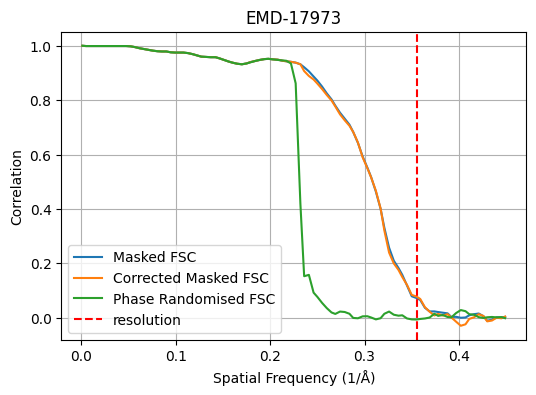 EMD-17973
1.0
0.8
0.6
0.4
0.2
0.0
Correlation
Masked FSC
Corrected Masked FSC
Phase Randomised FSC
resolution
0.0 0.1 0.2 0.3 0.4
Spatial Frequency (1/Å)